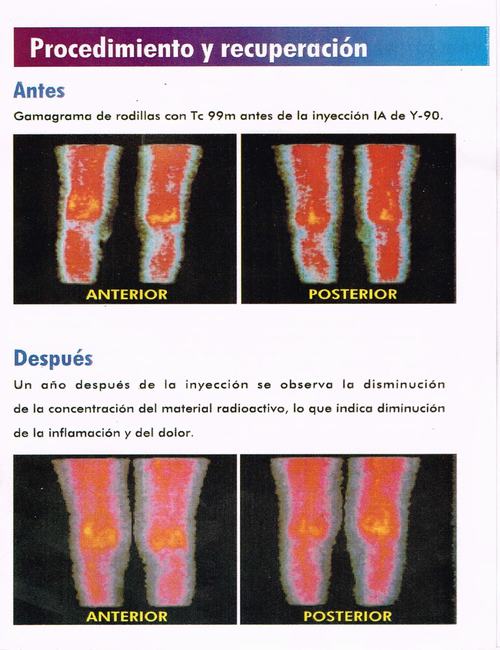 Procedimiento y recuperación
Antes
Gamagrama de rodillas con Tc 99m antes de la inyección IA de Y-90.
ANTERIOR
POSTERIOR
Después
Un año después de la inyección se observa la disminución
de la concentración del material radioactivo, lo que indica diminución
de la inflamación y del dolor.
ANTERIOR
POSTERIOR